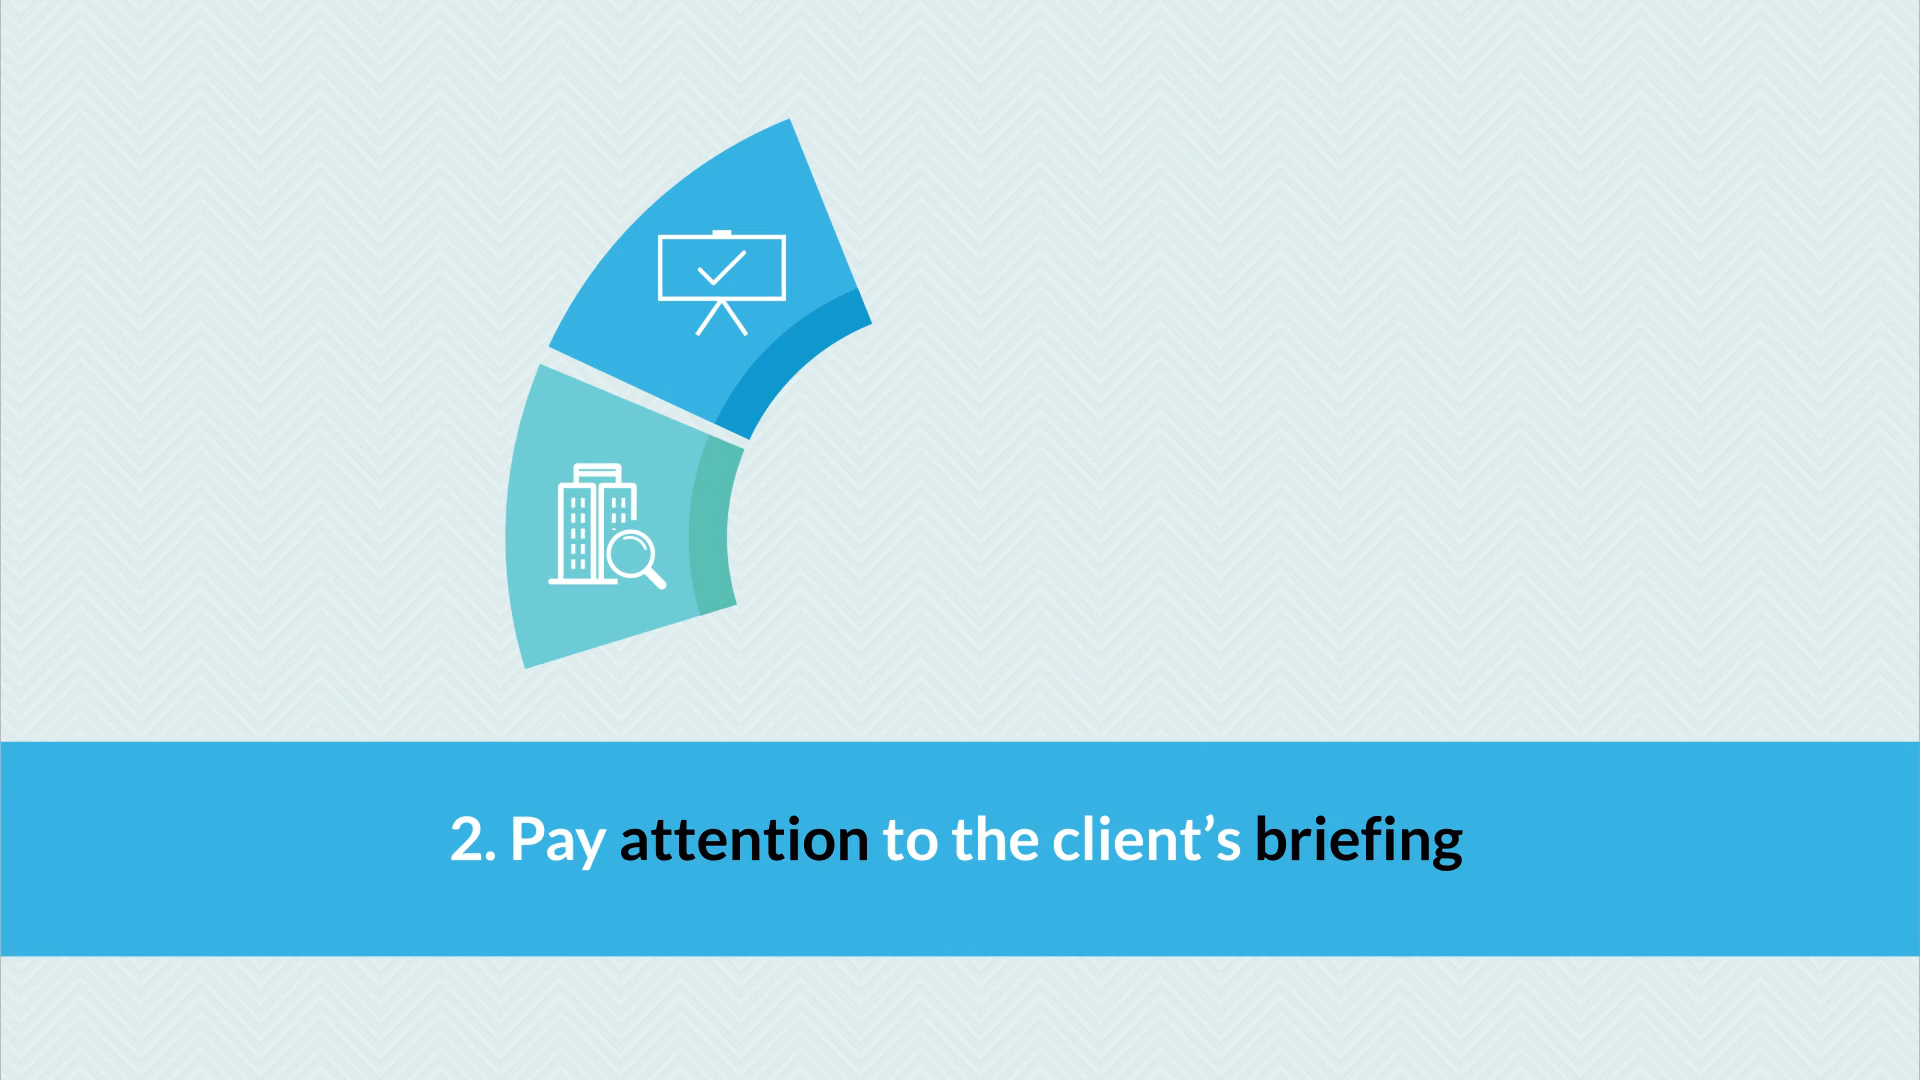 2. Pay attention to the client’s briefing